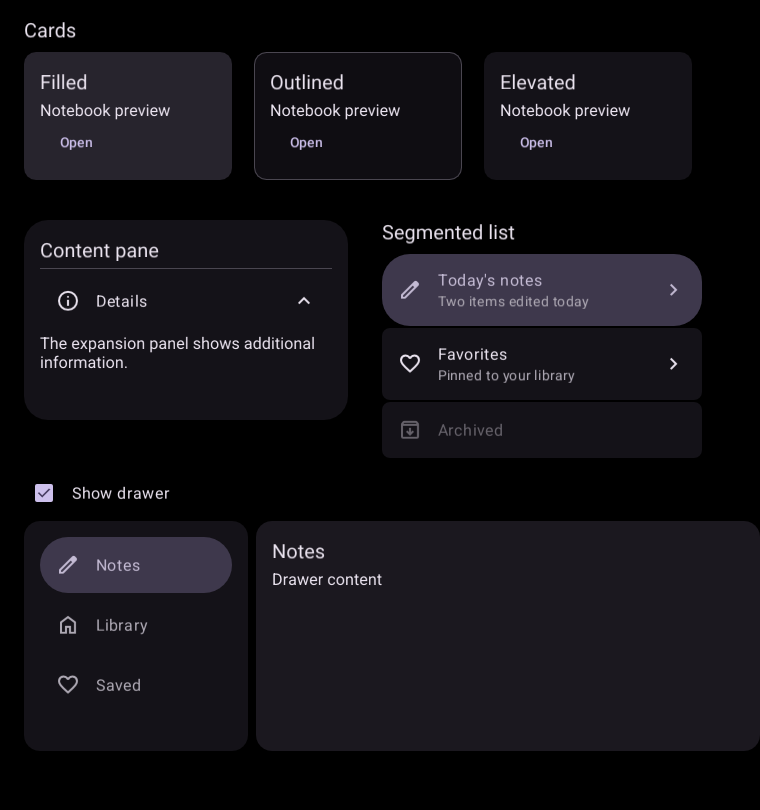 Cards
Filled
Notebook preview
Open
Outlined
Notebook preview
Open
Elevated
Notebook preview
Open
Content pane
Details
The expansion panel shows additional
information.
Segmented list
Today's notes
Two items edited today
Favorites
Pinned to your library
Archived
Show drawer
Notes
Library
Saved
Notes
Drawer content